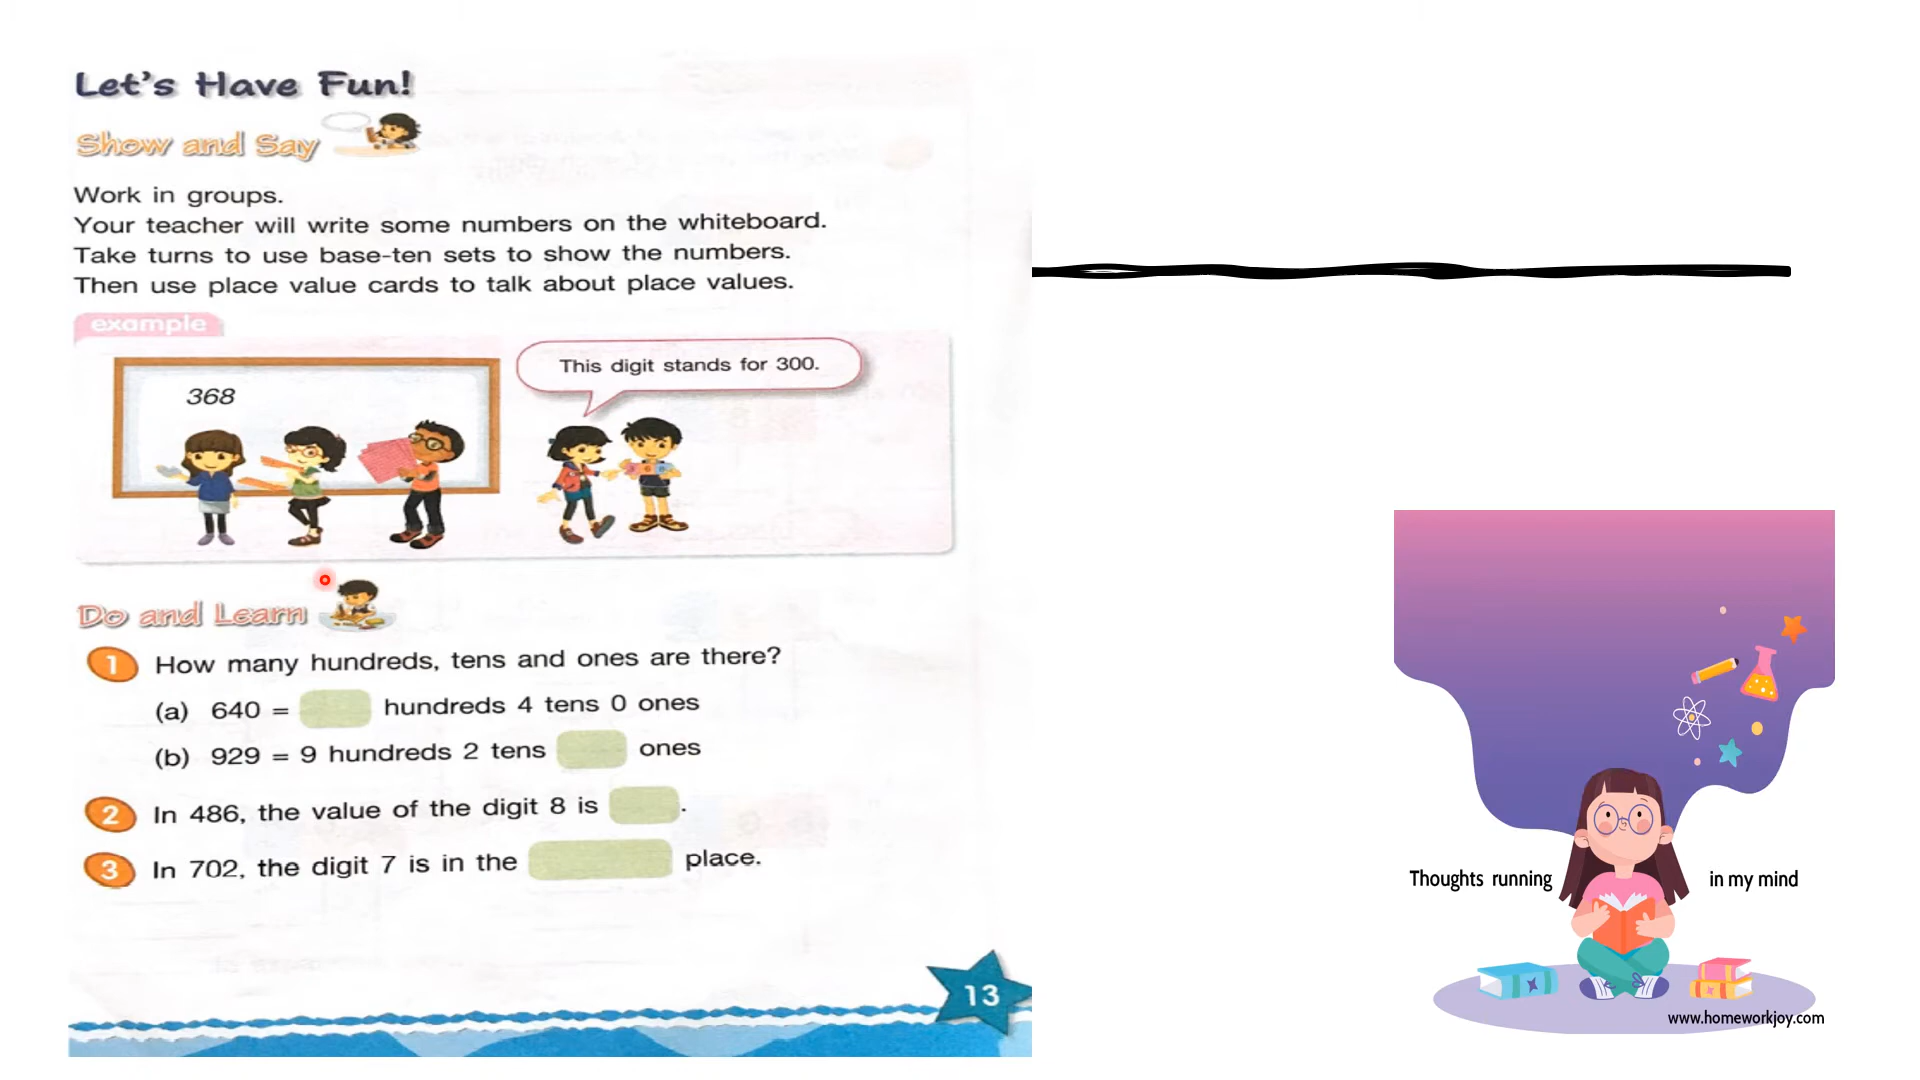 Let's Have Fun!
Show and Say
Work in groups.
Your teacher will write some numbers on the whiteboard.
Take turns to use base-ten sets to show the numbers.
Then use place value cards to talk about place values.
example
368
This digit stands for 300.
Do and Learn
1 How many hundreds, tens and ones are there?
(a) 640 = hundreds 4 tens 0 ones
(b) 929 = 9 hundreds 2 tens ones
2 In 486, the value of the digit 8 is .
3 In 702, the digit 7 is in the place.
13
Thoughts running in my mind
www.homeworkjoy.com